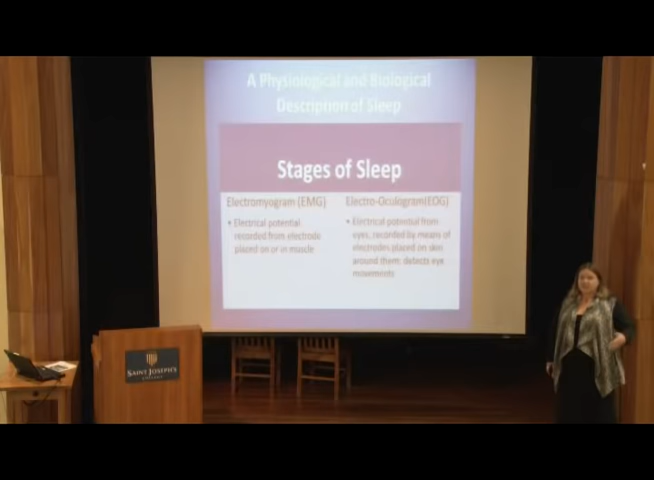 A Physiological and Biological
Description of Sleep
Stages of Sleep
Electromyogram (EMG)
• Electrical potential
recorded from electrode
placed on or in muscle
Electro-Oculogram(EOG)
• Electrical potential from
eyes, recorded by means of
electrodes placed on skin
around them: detects eye
movements
SAINT JOSEPH'S